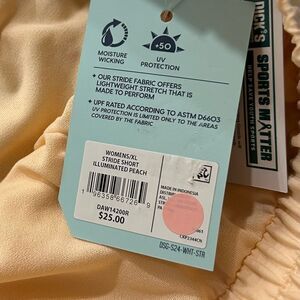 +50
MOISTURE
WICKING
UV
PROTECTION
• OUR STRIDE FABRIC OFFERS
LIGHTWEIGHT STRETCH THAT IS
MADE TO PERFORM
• UPF RATED ACCORDING TO ASTM D6603
UV PROTECTION IS LIMITED ONLY TO THE AREAS
COVERED BY THE FABRIC
DICK'S
SPORTS MATTER
WOMENS/XL
STRIDE SHORT
ILLUMINATED PEACH
DAW14200R
$25.00
MADE IN INDONESIA
DSG-S24-WHT-STR